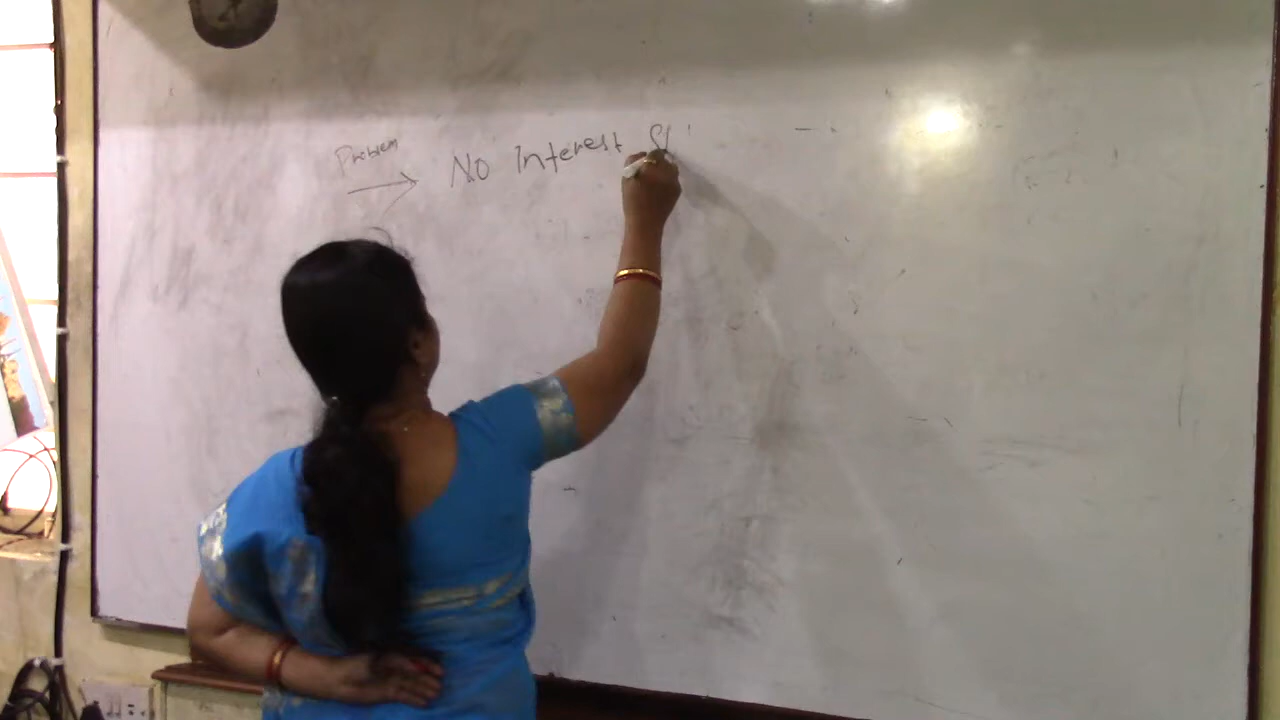 Problem
→ No Interest